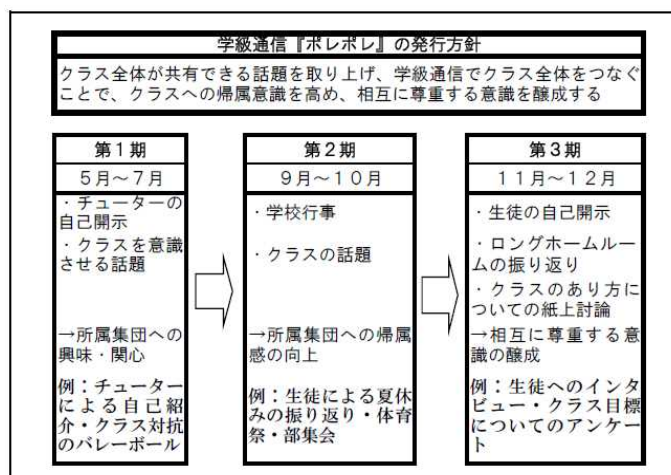 学級通信『ポレポレ』の発行方針
クラス全体が共有できる話題を取り上げ、学級通信でクラス全体をつなぐ
ことで、クラスへの帰属意識を高め、相互に尊重する意識を醸成する
第1期
5月～7月
・チューターの
自己開示
・クラスを意識
させる話題
→所属集団への
興味・関心
例：チューター
による自己紹
介・クラス対抗
のバレーボール
第2期
9月～10月
・学校行事
・クラスの話題
→所属集団への帰属
感の向上
例：生徒による夏休
みの振り返り・体育
祭・部集会
第3期
11月～12月
・生徒の自己開示
・ロングホームルー
ムの振り返り
・クラスのあり方に
ついての紙上討論
→相互に尊重する意
識の醸成
例：生徒へのインタ
ビュー・クラス目標
についてのアンケー
ト